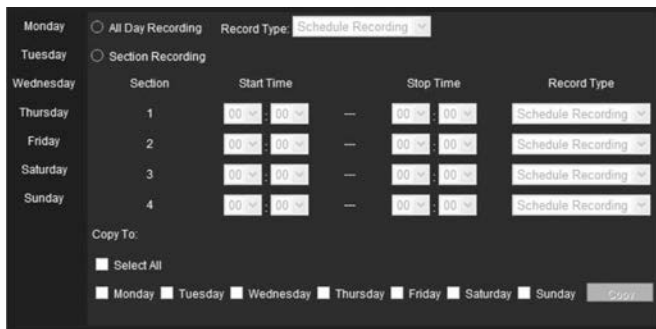 Monday
All Day Recording Record Type: Schedule Recording
Tuesday
Section Recording
Wednesday
Section Start Time Stop Time Record Type
Thursday
1 00 : 00 — 00 : 00 Schedule Recording
Friday
2 00 : 00 — 00 : 00 Schedule Recording
Saturday
3 00 : 00 — 00 : 00 Schedule Recording
Sunday
4 00 : 00 — 00 : 00 Schedule Recording
Copy To:
Select All
Monday Tuesday Wednesday Thursday Friday Saturday Sunday Copy